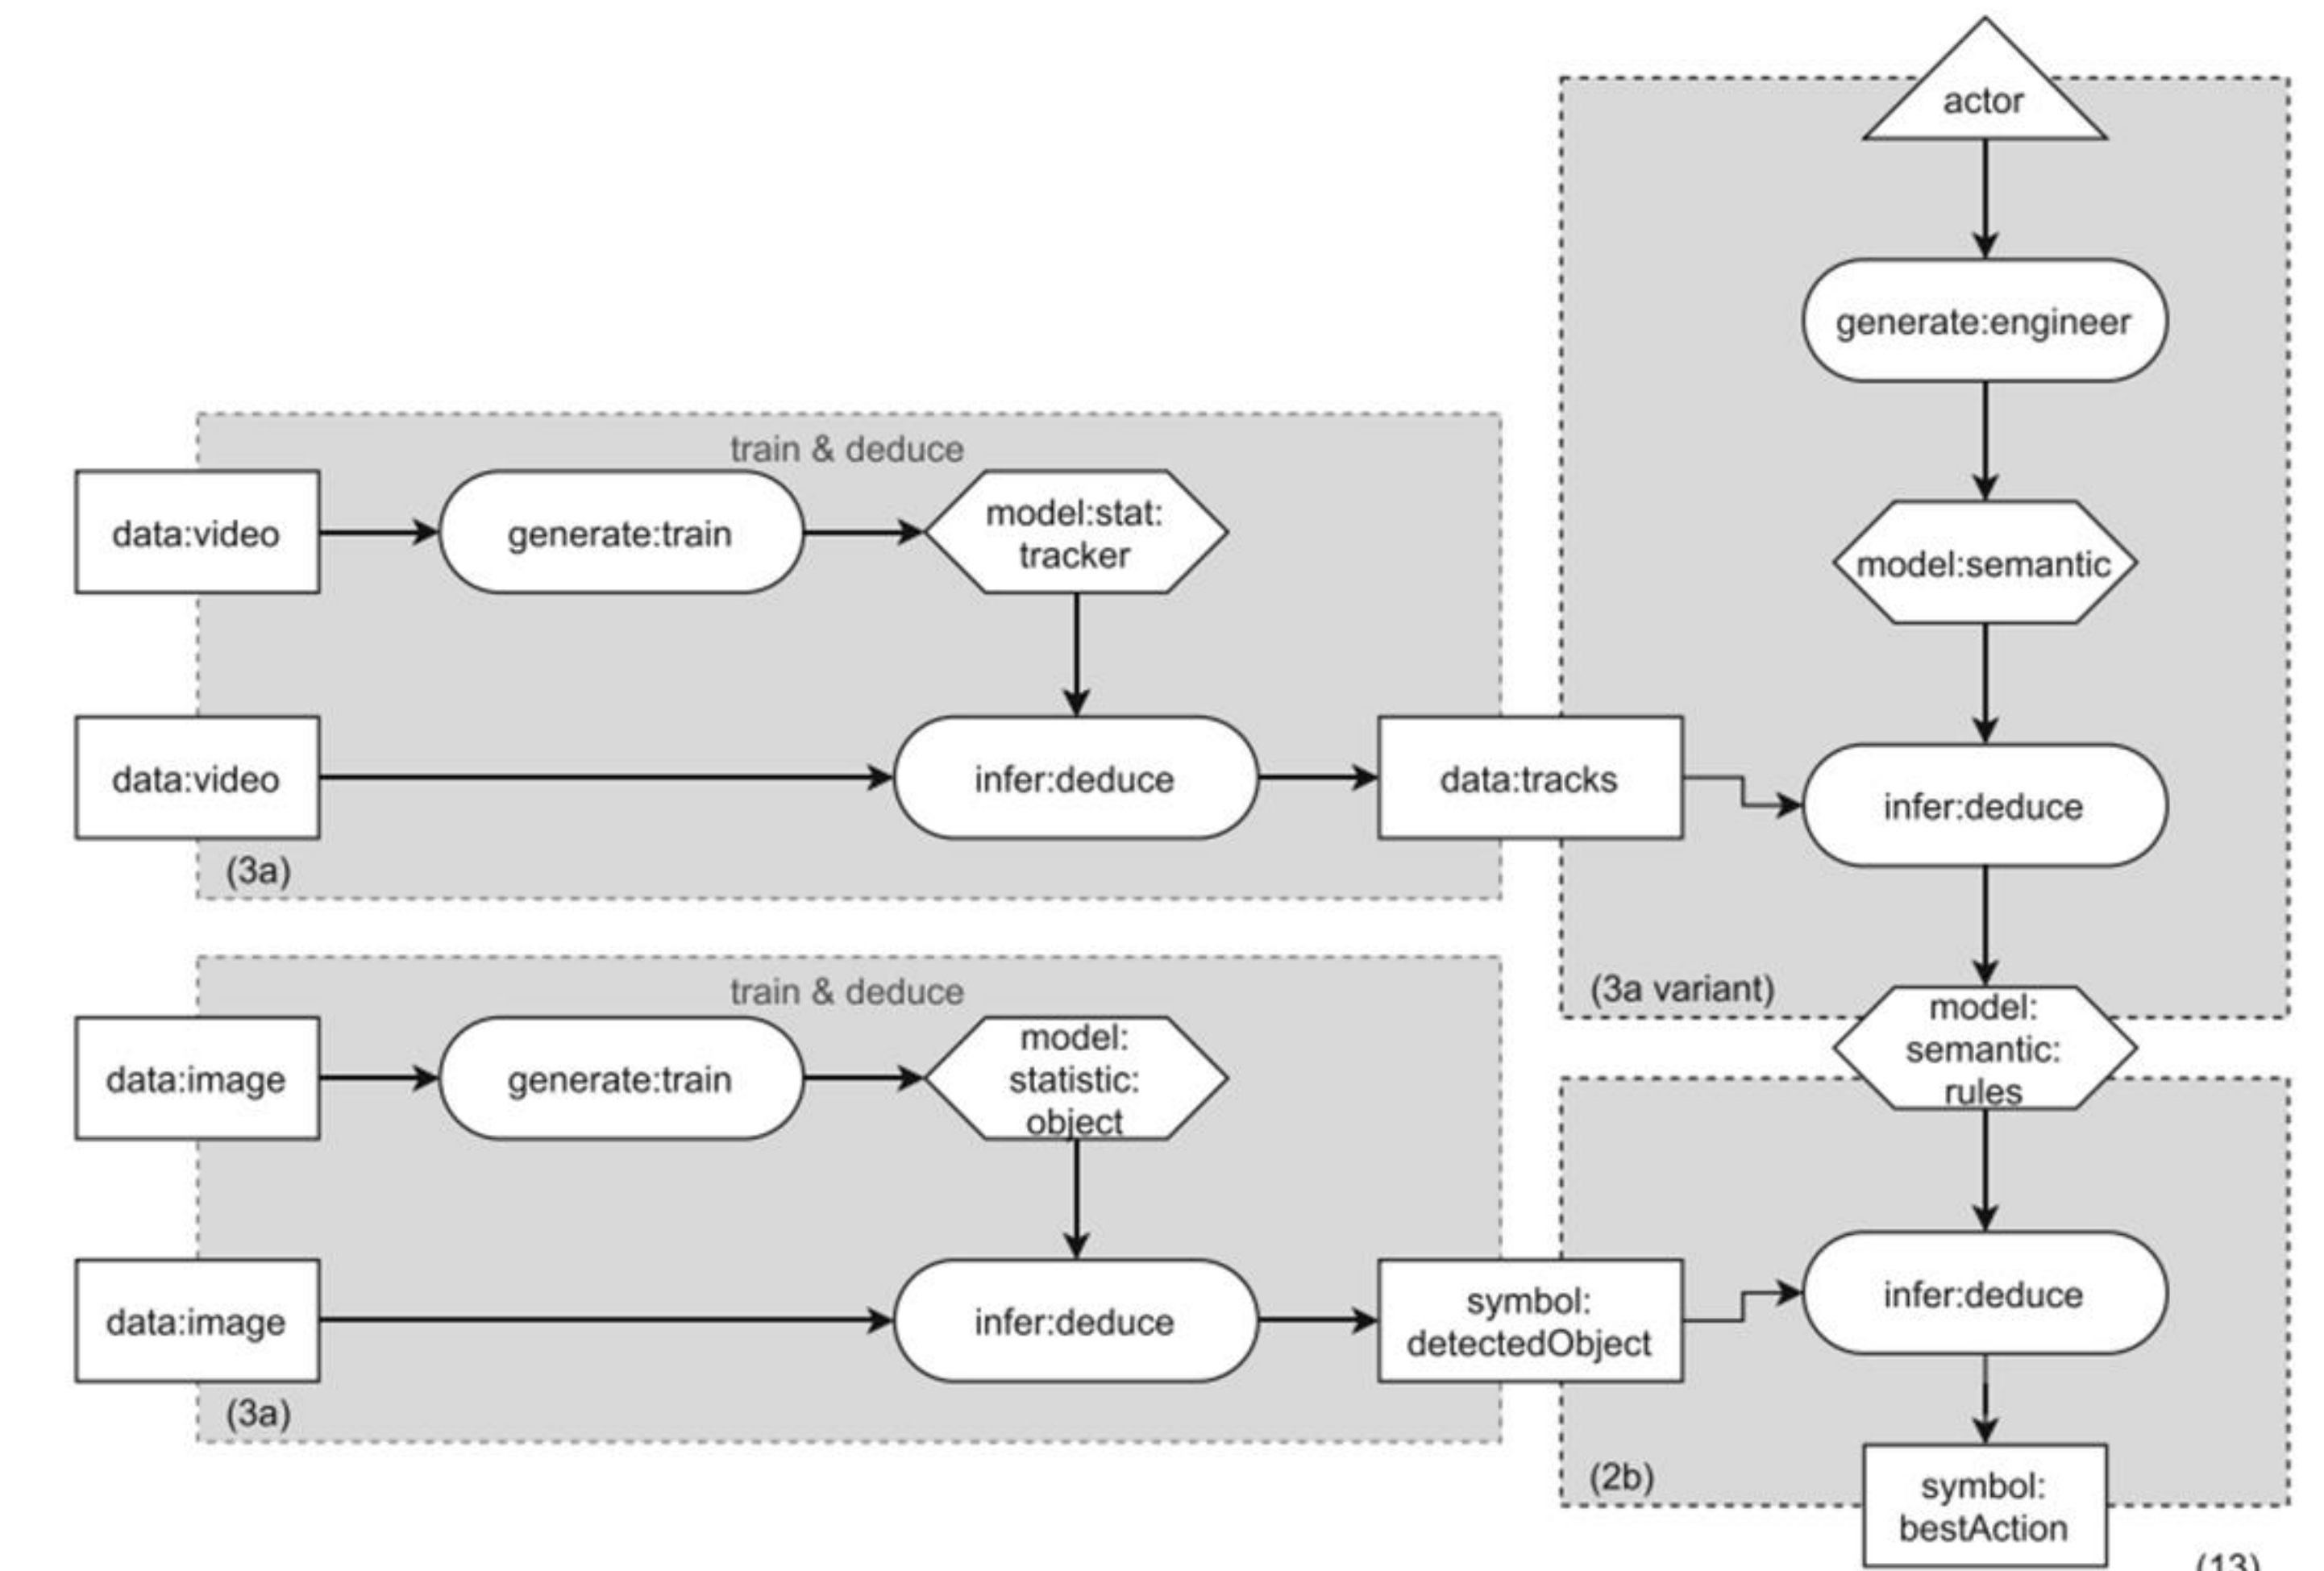 actor
generate:engineer
train & deduce
data:video
generate:train
model:stat:
tracker
model:semantic
data:video
infer:deduce
data:tracks
infer:deduce
(3a)
(3a variant)
train & deduce
model:
semantic:
rules
data:image
generate:train
model:
statistic:
object
data:image
infer:deduce
symbol:
detectedObject
infer:deduce
(3a)
(2b)
symbol:
bestAction
(13)